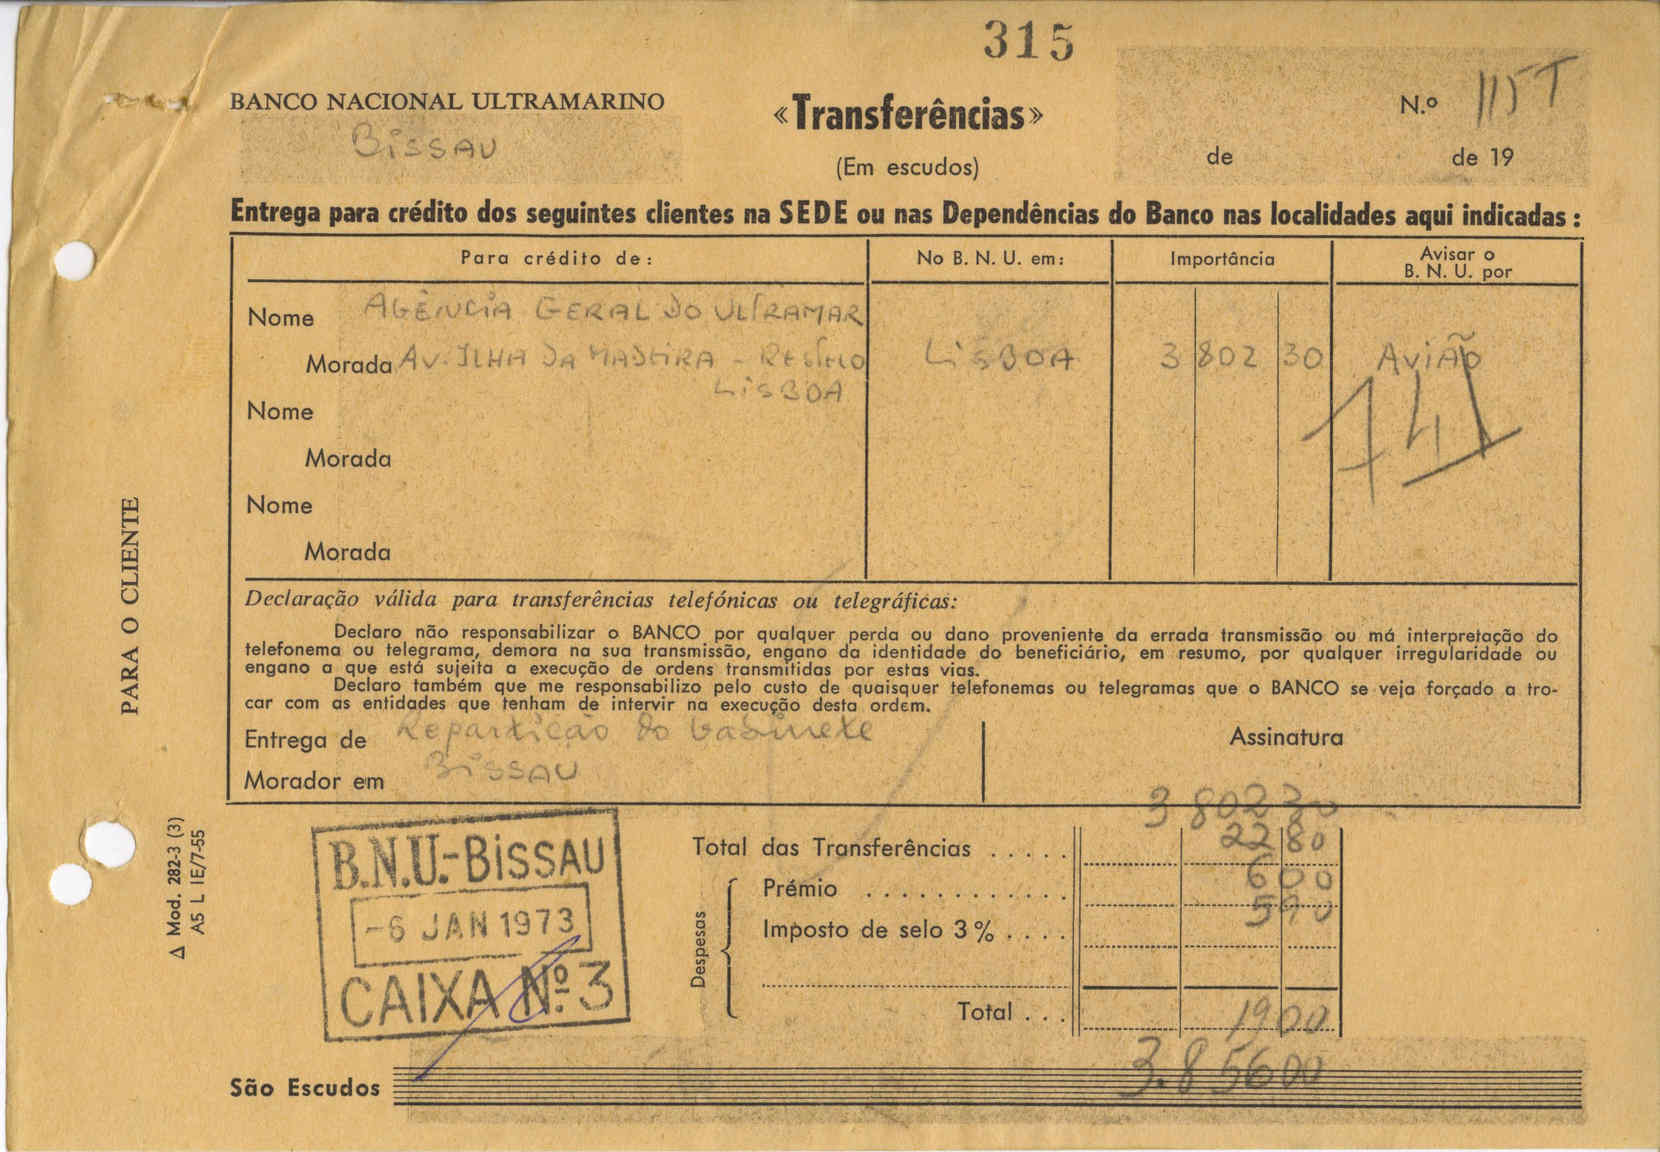 315
BANCO NACIONAL ULTRAMARINO
Bissau
«Transferências»
(Em escudos)
N.º 115T
de de 19
Entrega para crédito dos seguintes clientes na SEDE ou nas Dependências do Banco nas localidades aqui indicadas :
Para crédito de: No B. N. U. em: Importância Avisar o
B. N. U. por
Nome AGÊNCIA GERAL DO ULTRAMAR
Morada AV. ILHA DA MADEIRA - RESTELO LISBOA 3 802 30 AVIÃO
LISBOA
741
Nome
Morada
Nome
Morada
Declaração válida para transferências telefónicas ou telegráficas:
Declaro não responsabilizar o BANCO por qualquer perda ou dano proveniente da errada transmissão ou má interpretação do
telefonema ou telegrama, demora na sua transmissão, engano da identidade do beneficiário, em resumo, por qualquer irregularidade ou
engano a que está sujeita a execução de ordens transmitidas por estas vias.
Declaro também que me responsabilizo pelo custo de quaisquer telefonemas ou telegramas que o BANCO se veja forçado a tro-
car com as entidades que tenham de intervir na execução desta ordem.
Entrega de Repartição do Gabinete
Assinatura
Morador em Bissau
3 802 30
Total das Transferências . . . . . 22 80
Despesas
Prémio . . . . . . . . . . . . 6 00
Imposto de selo 3 % . . . . 5 90
Total . . . 19 00
São Escudos 3.856 00
B.N.U.-BISSAU
-6 JAN 1973
CAIXA Nº. 3
PARA O CLIENTE
Δ Mod. 282-3 (3)
A5 L IE/7-55